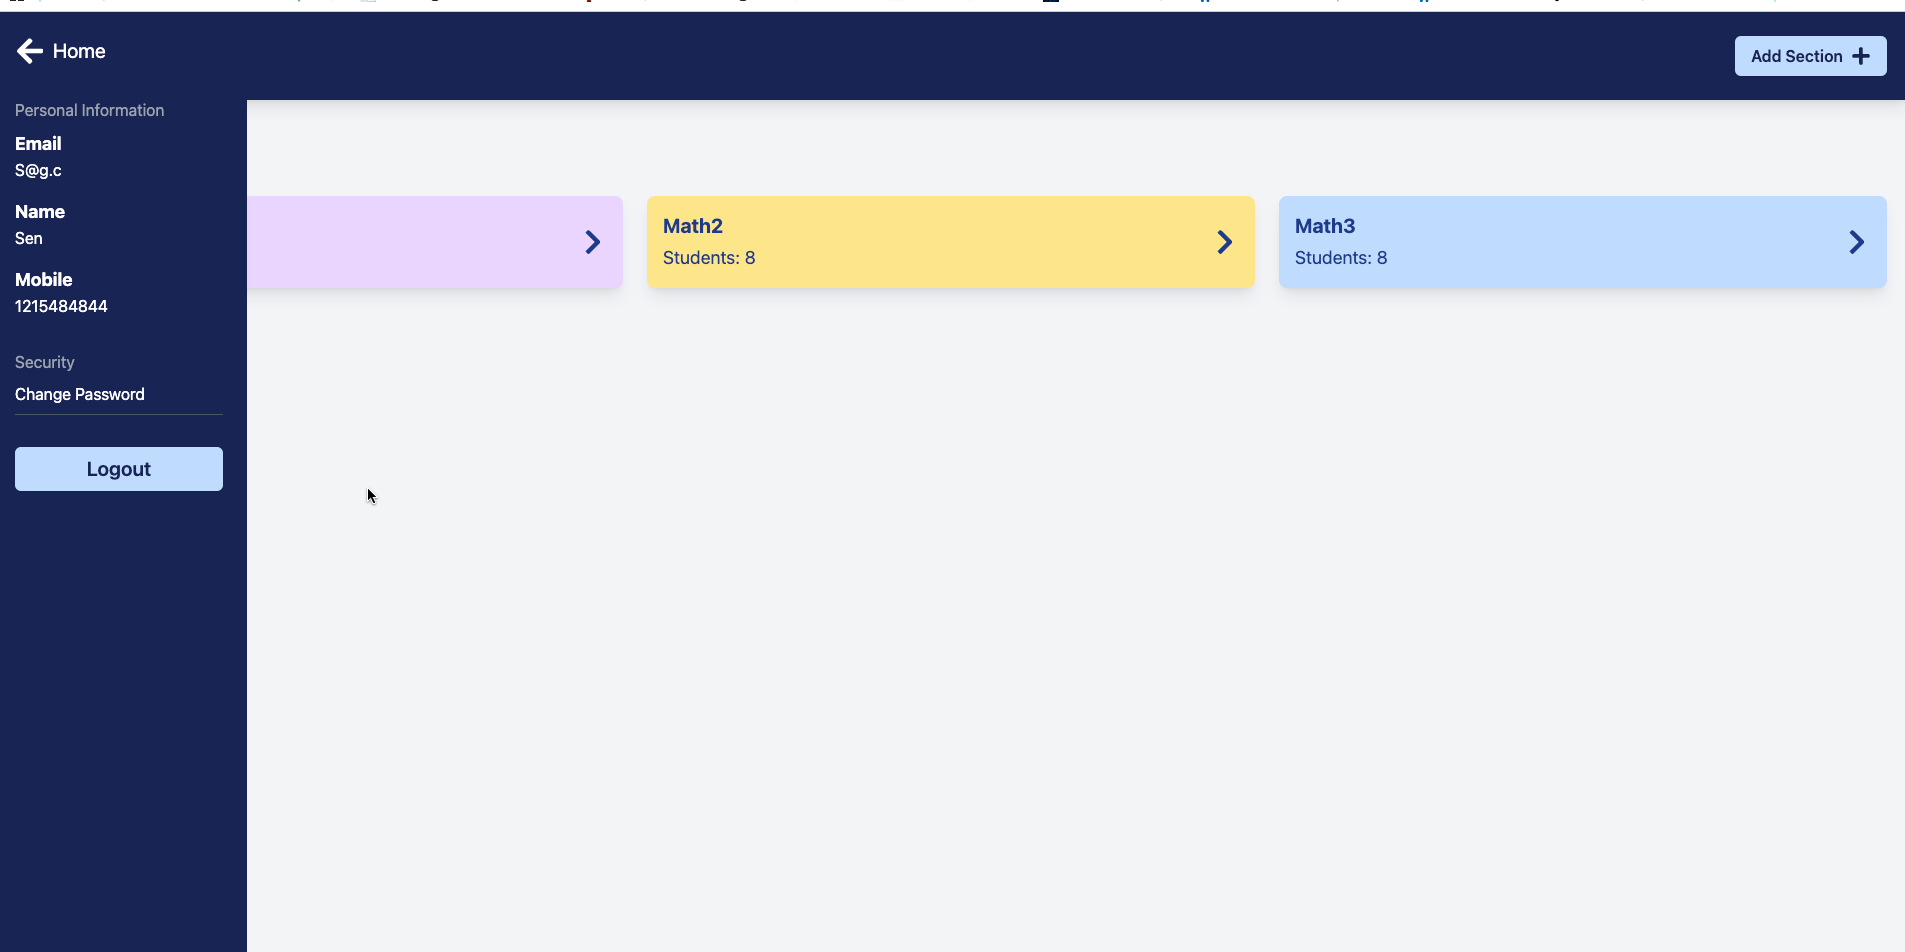 Home
Add Section
Personal Information
Email
S@g.c
Name
Sen
Mobile
1215484844
Security
Change Password
Logout
Math2
Students: 8
Math3
Students: 8